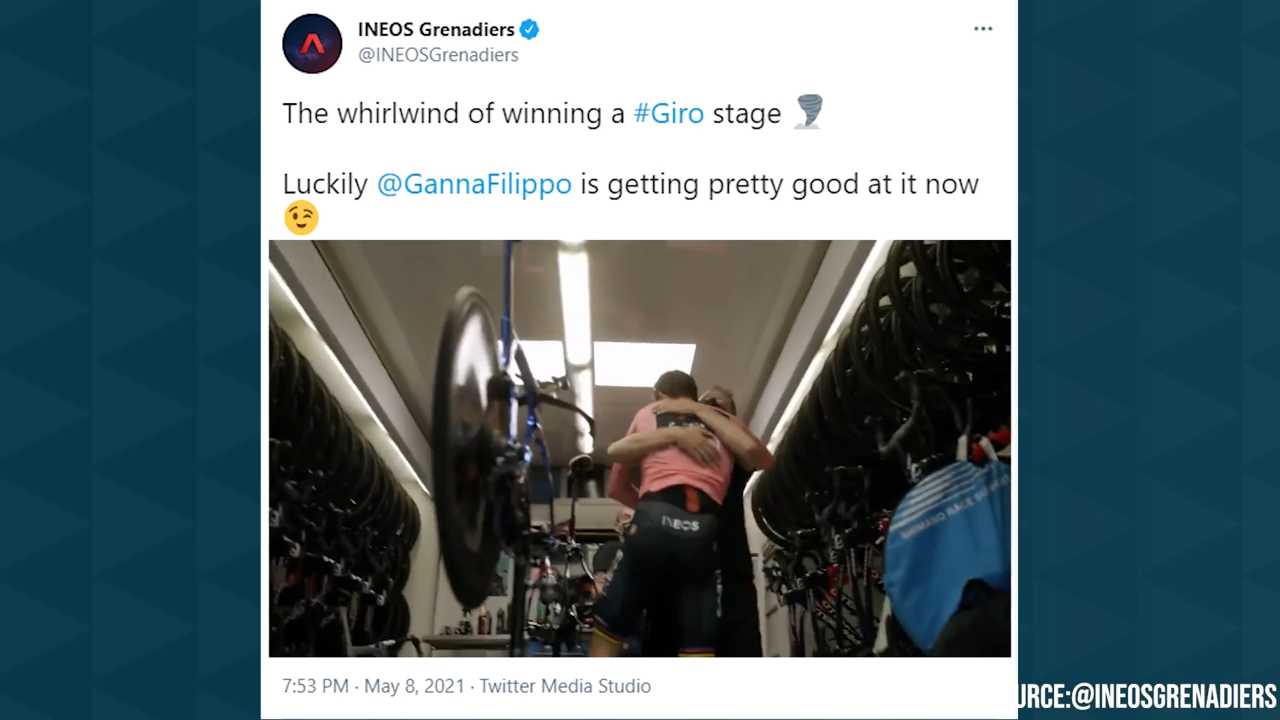 INEOS Grenadiers
@INEOSGrenadiers
The whirlwind of winning a #Giro stage 🌪️
Luckily @GannaFilippo is getting pretty good at it now
😉
INEOS
7:53 PM · May 8, 2021 · Twitter Media Studio
URCE:@INEOSGRENADIERS